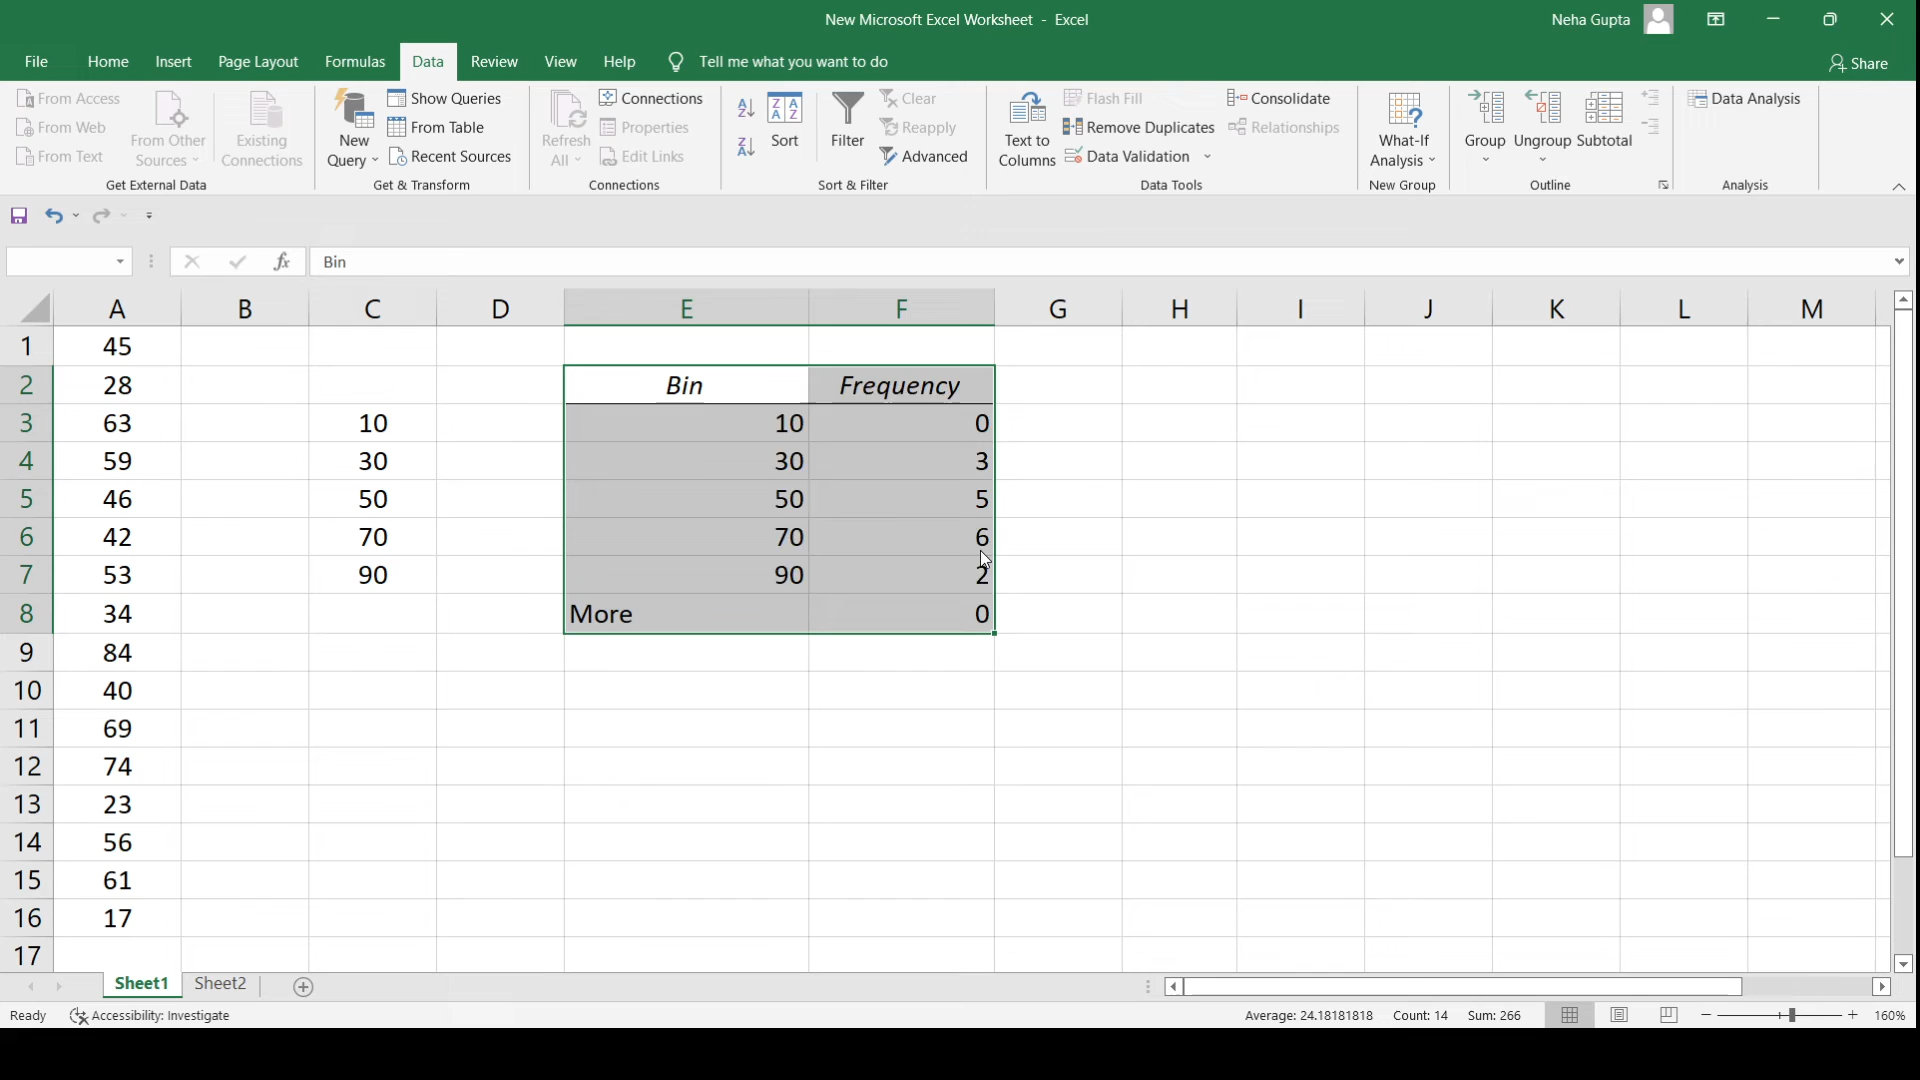 New Microsoft Excel Worksheet - Excel
Neha Gupta
File Home Insert Page Layout Formulas Data Review View Help Tell me what you want to do
Share
From Access
From Web
From Text
From Other Sources
Existing Connections
Get External Data
New Query
Show Queries
From Table
Recent Sources
Get & Transform
Refresh All
Connections
Properties
Edit Links
Connections
Sort
Filter
Clear
Reapply
Advanced
Sort & Filter
Text to Columns
Flash Fill
Remove Duplicates
Data Validation
Consolidate
Relationships
Data Tools
What-If Analysis
New Group
Group
Ungroup
Subtotal
Outline
Data Analysis
Analysis
fx Bin
A B C D E F G H I J K L M
1 45
2 28 Bin Frequency
3 63 10 10 0
4 59 30 30 3
5 46 50 50 5
6 42 70 70 6
7 53 90 90 2
8 34 More 0
9 84
10 40
11 69
12 74
13 23
14 56
15 61
16 17
17
Sheet1 Sheet2
Ready Accessibility: Investigate Average: 24.18181818 Count: 14 Sum: 266 160%